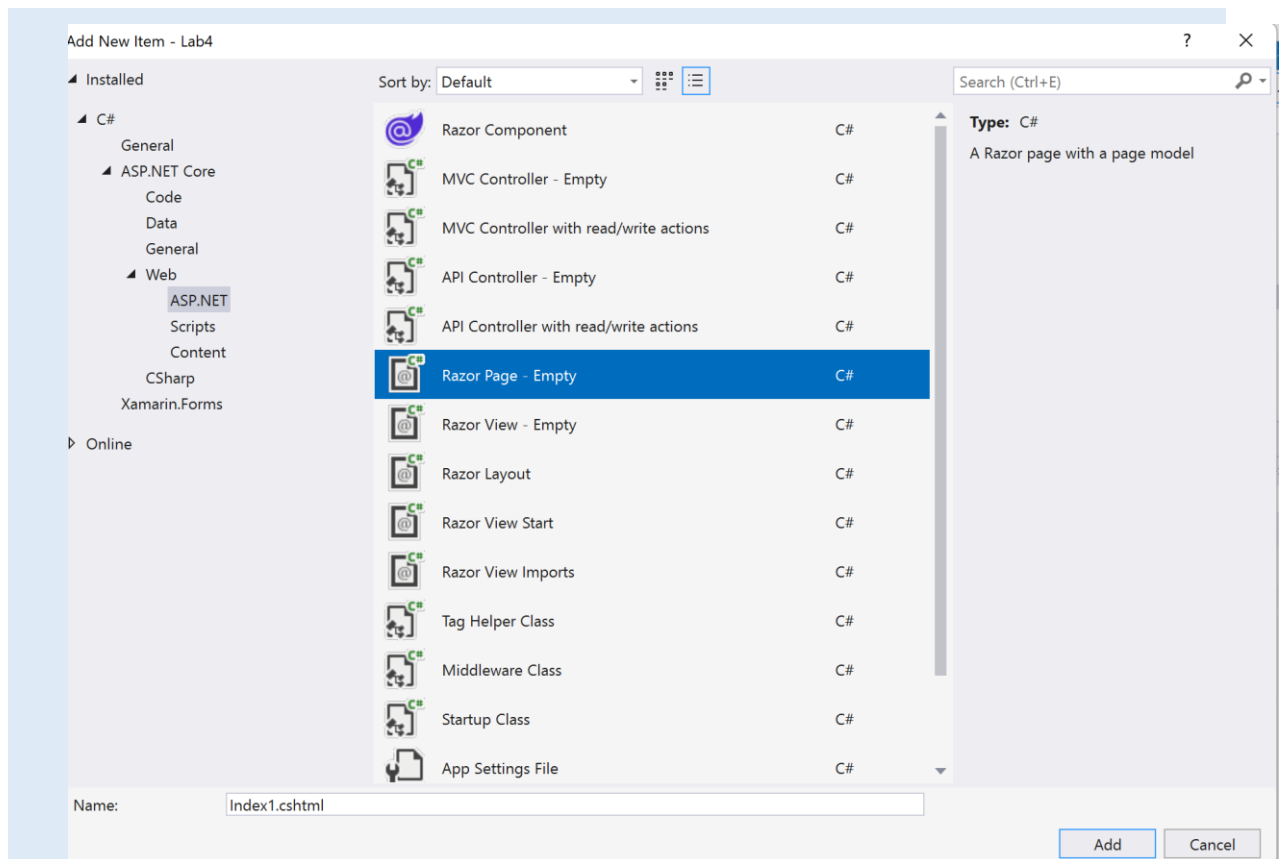 Add New Item - Lab4
?
Installed
Sort by: Default
Search (Ctrl+E)
C#
General
ASP.NET Core
Code
Data
General
Web
ASP.NET
Scripts
Content
CSharp
Xamarin.Forms
Online
Razor Component C#
MVC Controller - Empty C#
MVC Controller with read/write actions C#
API Controller - Empty C#
API Controller with read/write actions C#
Razor Page - Empty C#
Razor View - Empty C#
Razor Layout C#
Razor View Start C#
Razor View Imports C#
Tag Helper Class C#
Middleware Class C#
Startup Class C#
App Settings File C#
Type: C#
A Razor page with a page model
Name: Index1.cshtml
Add Cancel